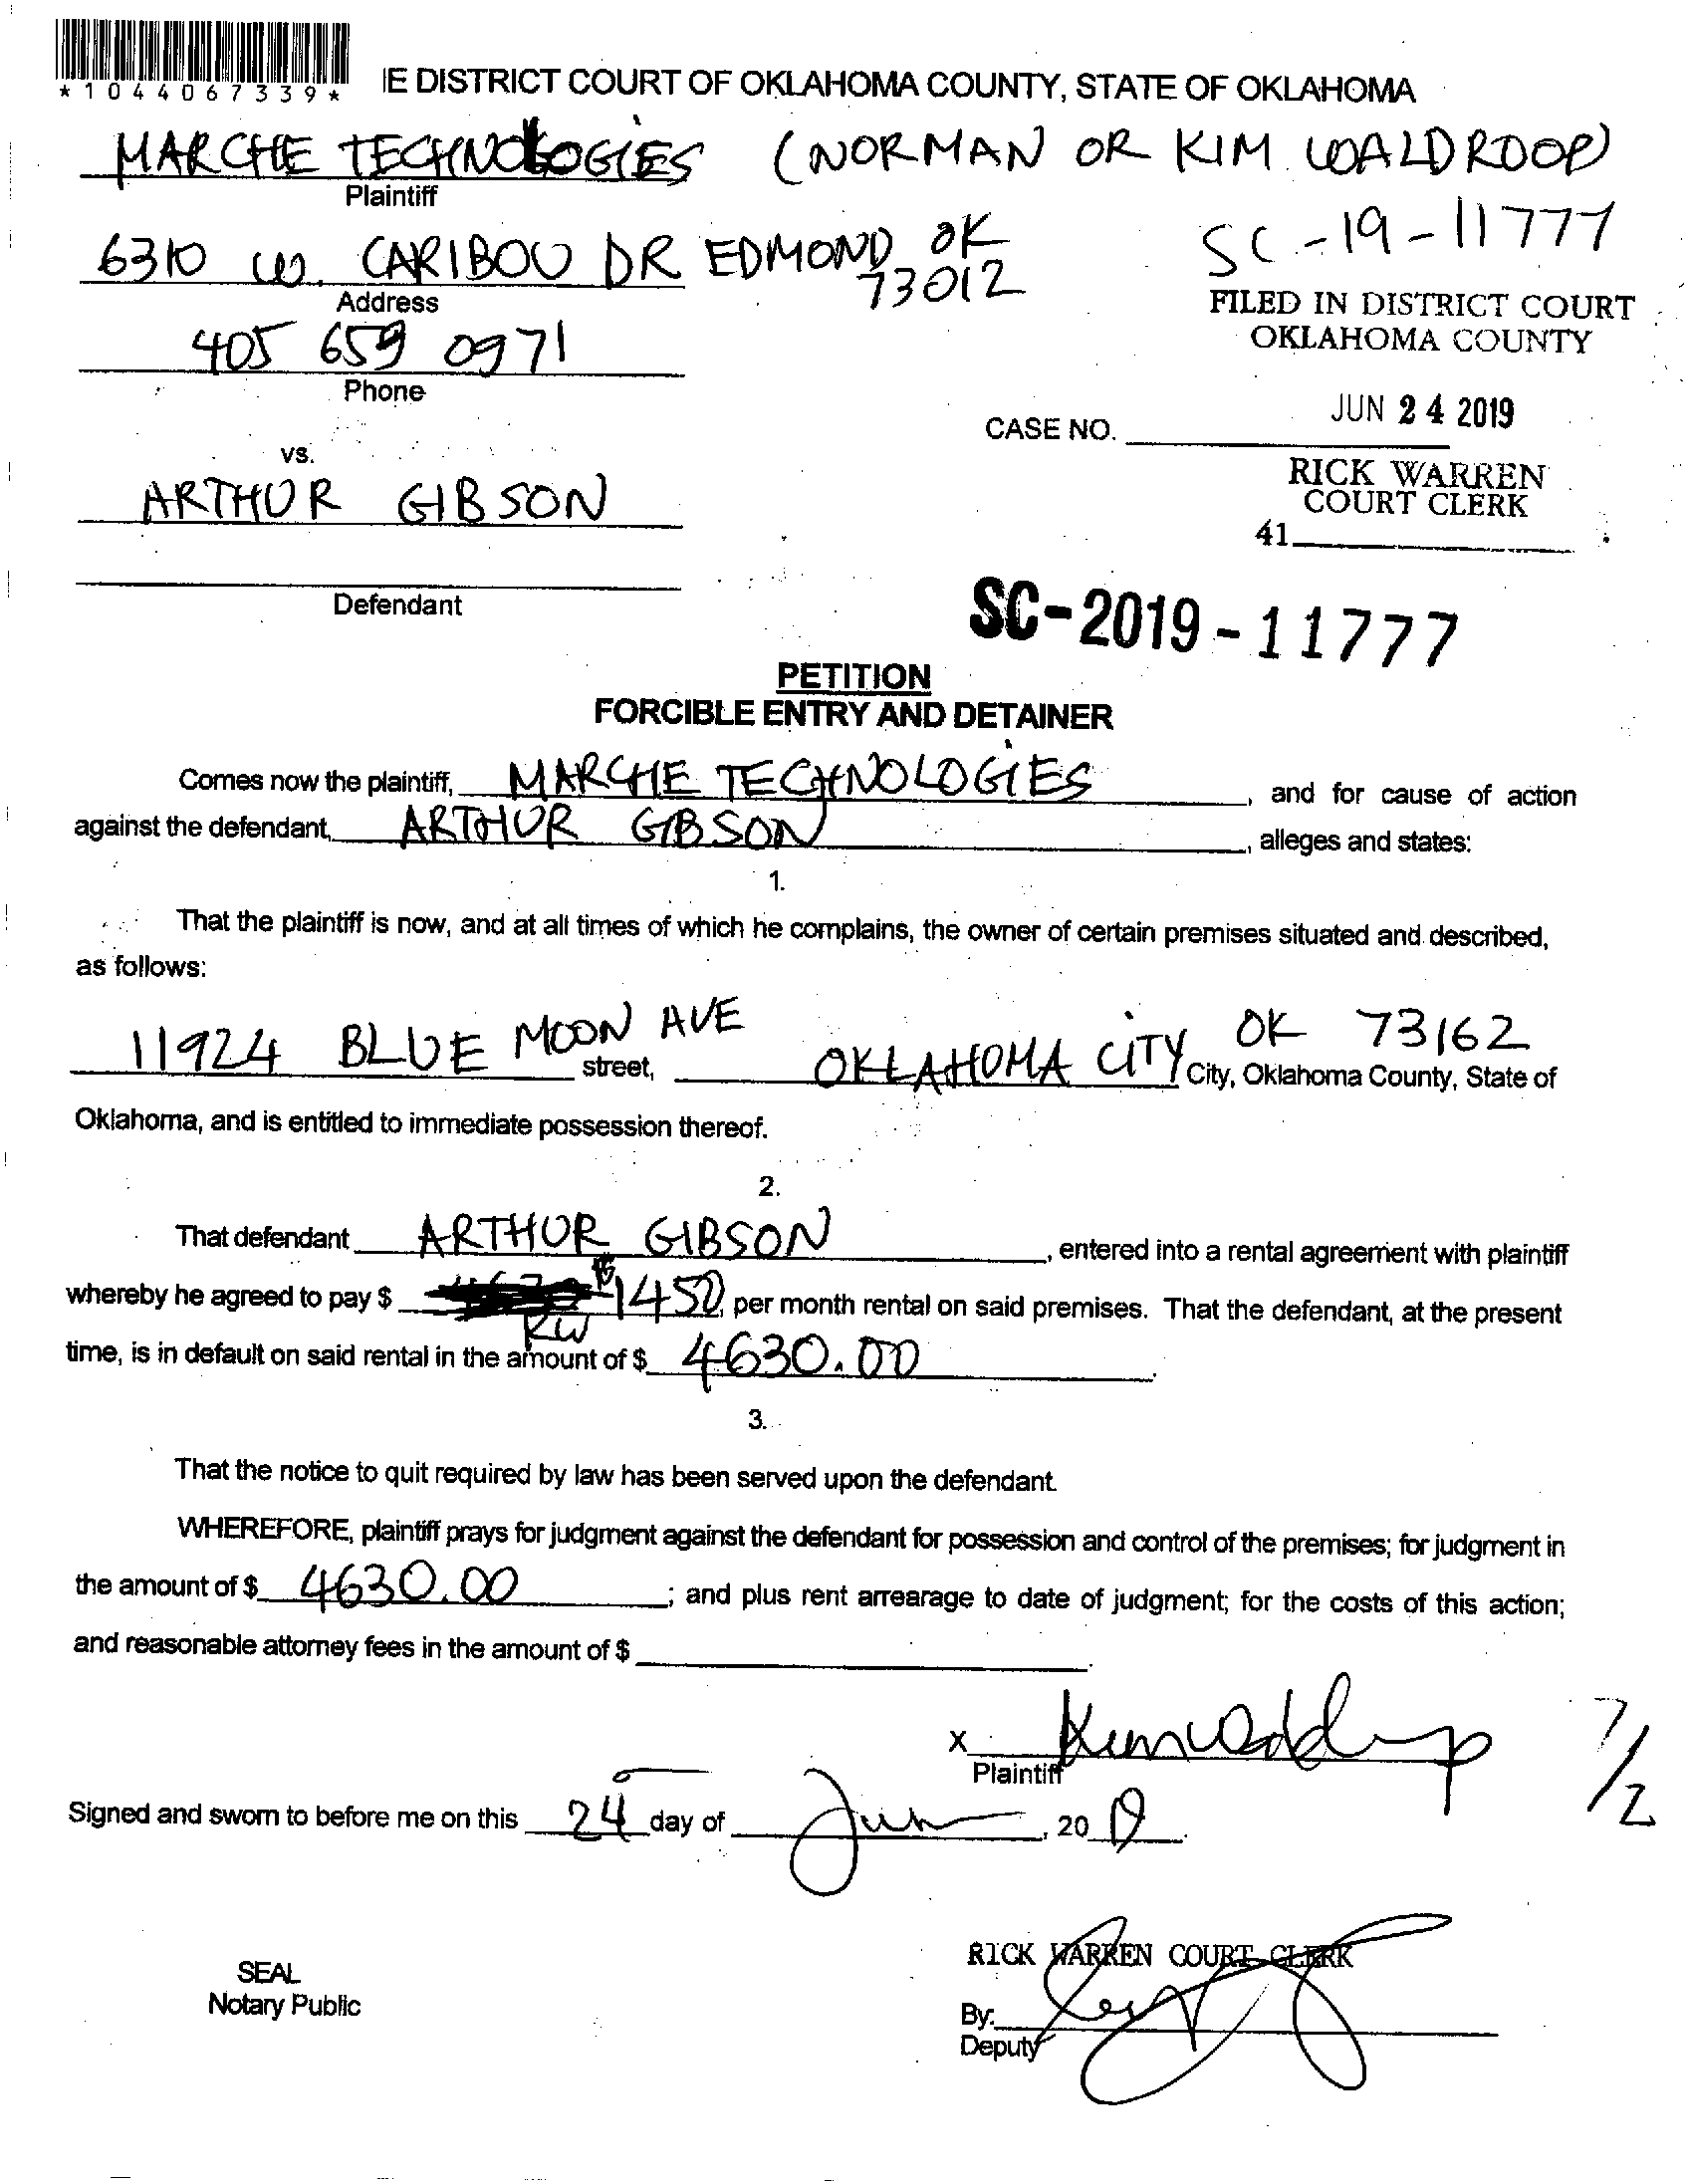 *1044067339*
IE DISTRICT COURT OF OKLAHOMA COUNTY, STATE OF OKLAHOMA
MARCHE TECHNOLOGIES (NORMAN OR KIM WALDROOP)
Plaintiff
SC-19-11777
6310 W. CARIBOU DR EDMOND OK 73012
Address
FILED IN DISTRICT COURT
OKLAHOMA COUNTY
405 659 0971
Phone
JUN 24 2019
CASE NO.
vs.
RICK WARREN
COURT CLERK
ARTHUR GIBSON
41
Defendant
SC-2019-11777
PETITION
FORCIBLE ENTRY AND DETAINER
Comes now the plaintiff, MARCHE TECHNOLOGIES, and for cause of action
against the defendant, ARTHUR GIBSON, alleges and states:
1.
That the plaintiff is now, and at all times of which he complains, the owner of certain premises situated and described,
as follows:
11924 BLUE MOON AVE street, OKLAHOMA CITY OK 73162 City, Oklahoma County, State of
Oklahoma, and is entitled to immediate possession thereof.
2.
That defendant ARTHUR GIBSON, entered into a rental agreement with plaintiff
whereby he agreed to pay $ $1450, per month rental on said premises. That the defendant, at the present
KW
time, is in default on said rental in the amount of $ 4630.00.
3.
That the notice to quit required by law has been served upon the defendant.
WHEREFORE, plaintiff prays for judgment against the defendant for possession and control of the premises; for judgment in
the amount of $ 4630.00; and plus rent arrearage to date of judgment; for the costs of this action;
and reasonable attorney fees in the amount of $
x Kim Waldroop 7/2
Plaintiff
Signed and sworn to before me on this 24 day of June, 2019.
RICK WARREN COURT CLERK
SEAL
Notary Public
By:
Deputy